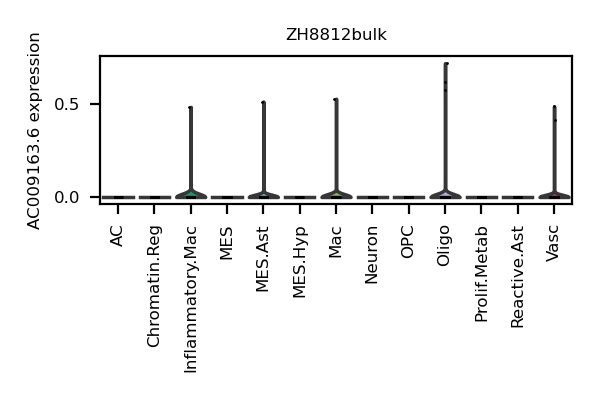 ZH8812bulk
AC009163.6 expression
0.5
0.0
AC
Chromatin.Reg
Inflammatory.Mac
MES
MES.Ast
MES.Hyp
Mac
Neuron
OPC
Oligo
Prolif.Metab
Reactive.Ast
Vasc